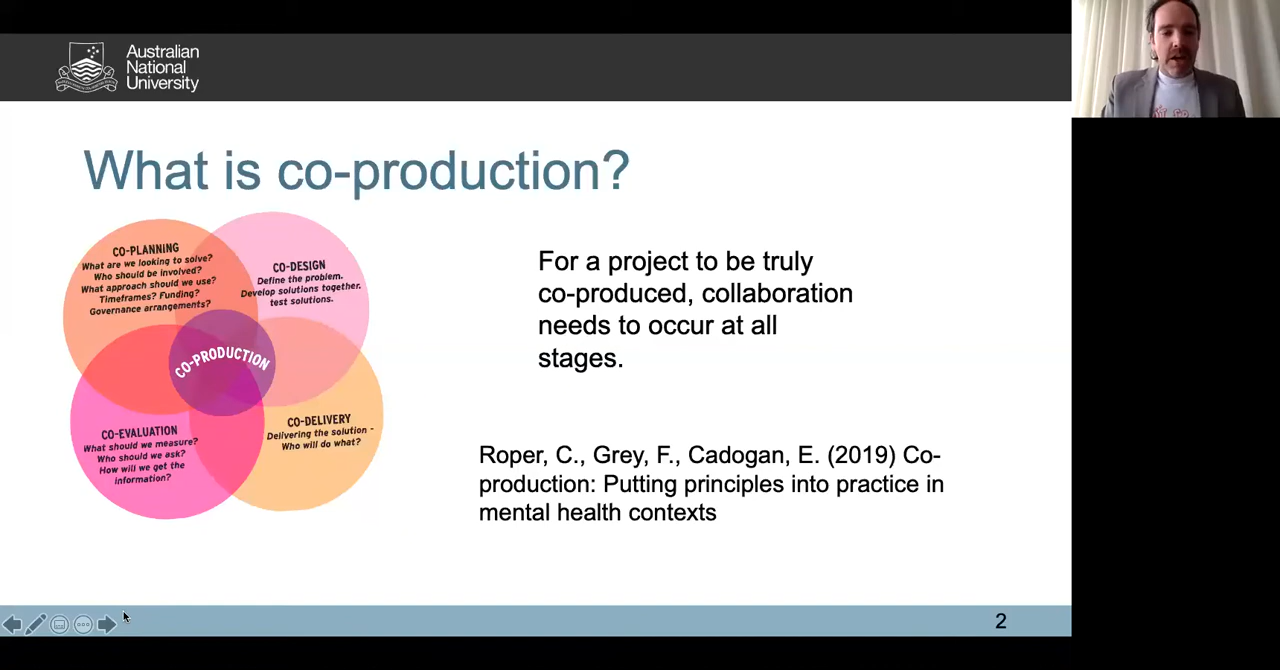 Australian
National
University
What is co-production?
CO-PLANNING
What are we looking to solve?
Who should be involved?
What approach should we use?
Timeframes? Funding?
Governance arrangements?
CO-DESIGN
Define the problem.
Develop solutions together,
test solutions.
CO-PRODUCTION
CO-EVALUATION
What should we measure?
Who should we ask?
How will we get the
information?
CO-DELIVERY
Delivering the solution -
Who will do what?
For a project to be truly
co-produced, collaboration
needs to occur at all
stages.
Roper, C., Grey, F., Cadogan, E. (2019) Co-
production: Putting principles into practice in
mental health contexts
2